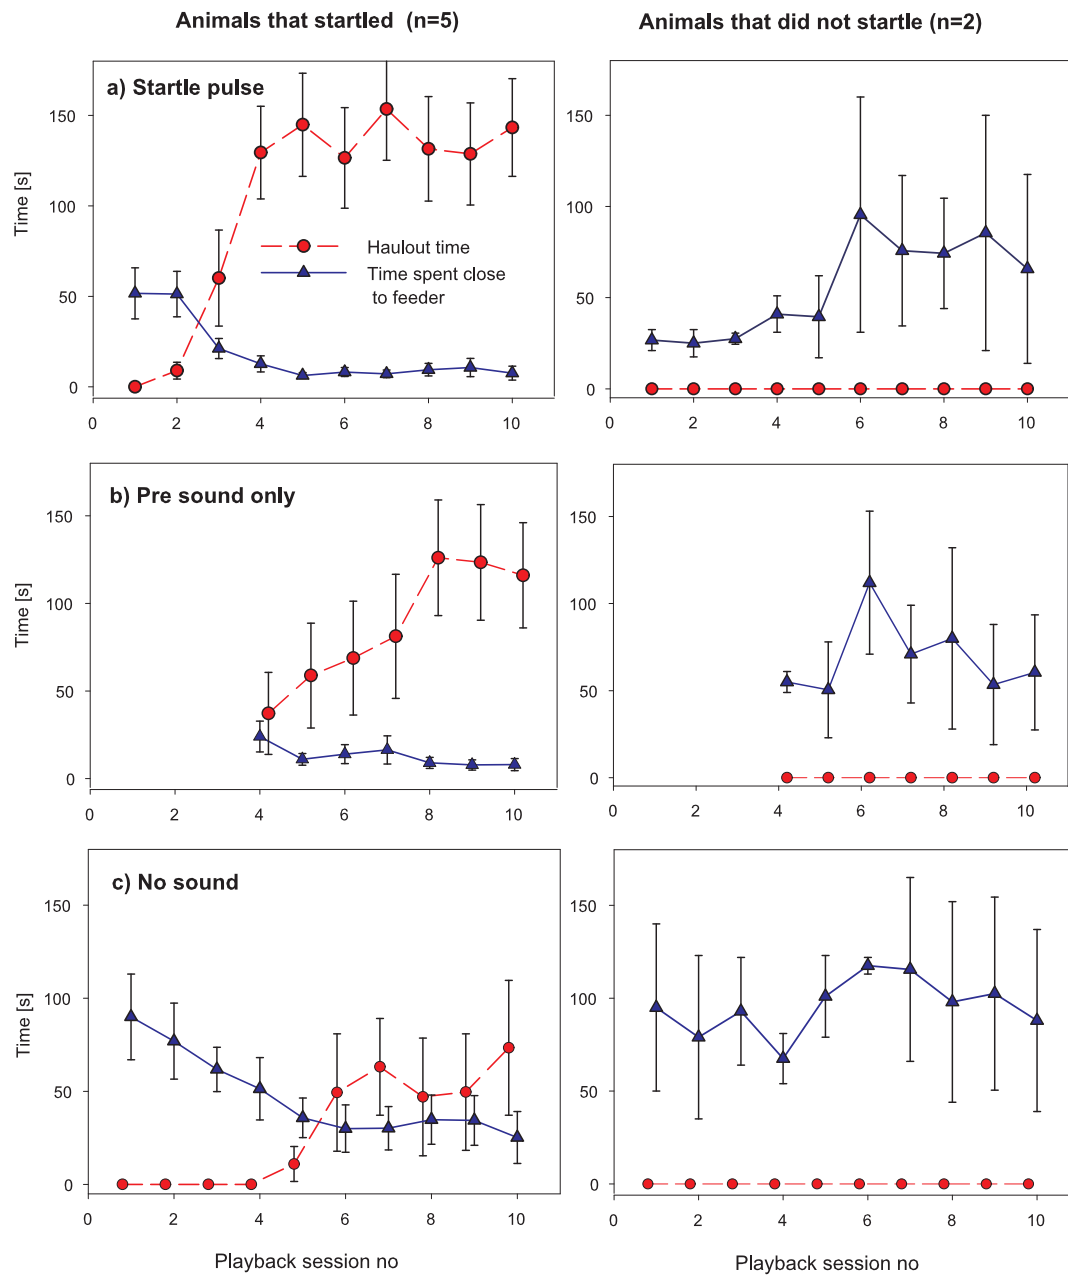 Animals that startled (n=5)
Animals that did not startle (n=2)
a) Startle pulse
150
100
50
0
Time [s]
Haulout time
Time spent close
to feeder
0 2 4 6 8 10
150
100
50
0
0 2 4 6 8 10
b) Pre sound only
150
100
50
0
Time [s]
0 2 4 6 8 10
150
100
50
0
0 2 4 6 8 10
c) No sound
150
100
50
0
Time [s]
0 2 4 6 8 10
Playback session no
150
100
50
0
0 2 4 6 8 10
Playback session no